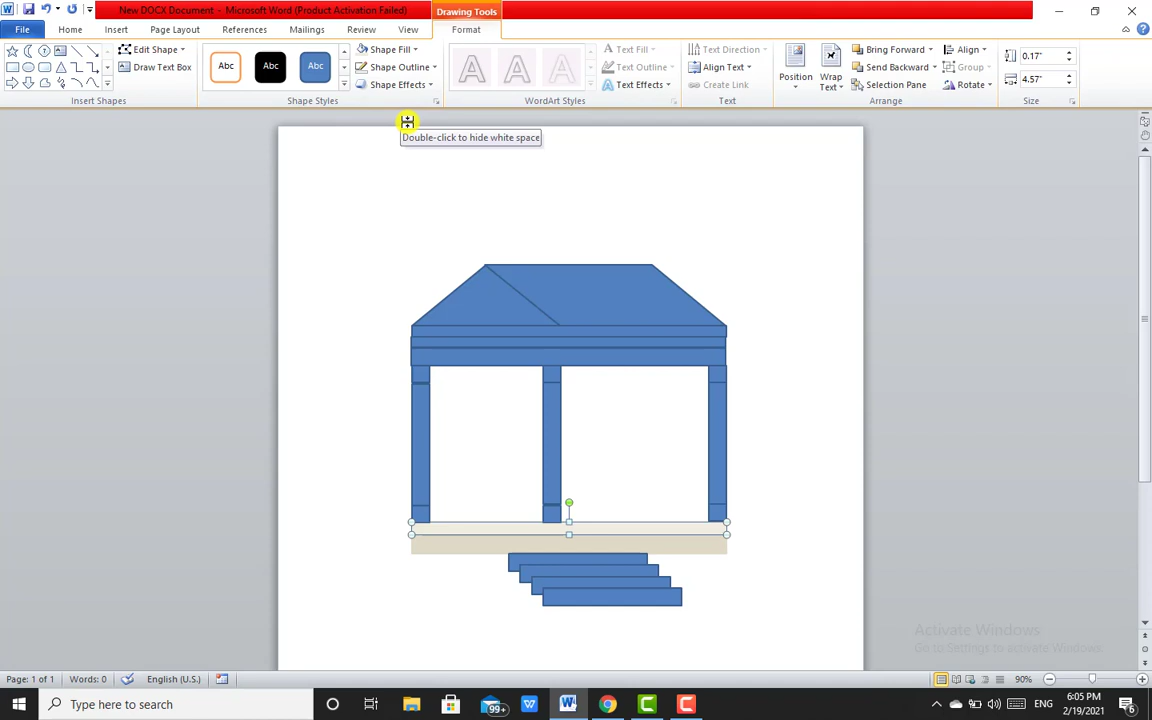 New DOCX Document - Microsoft Word (Product Activation Failed)
Drawing Tools
File Home Insert Page Layout References Mailings Review View Format
Edit Shape
Draw Text Box
Insert Shapes
Abc Abc Abc
Shape Fill
Shape Outline
Shape Effects
Shape Styles
A A A
Text Fill
Text Outline
Text Effects
WordArt Styles
Text Direction
Align Text
Create Link
Text
Position
Wrap
Text
Bring Forward
Send Backward
Selection Pane
Align
Group
Rotate
Arrange
0.17"
4.57"
Size
Double-click to hide white space
Activate Windows
Go to Settings to activate Windows.
Page: 1 of 1 Words: 0 English (U.S.) 90%
Type here to search
99+
ENG
6:05 PM
2/19/2021
6